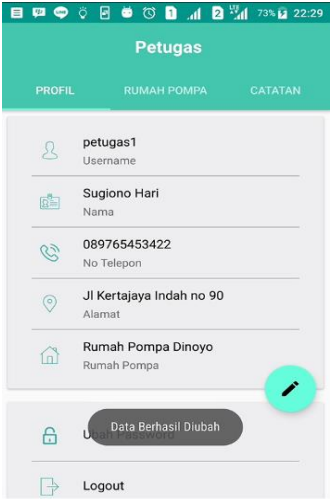 73% 22:29
Petugas
PROFIL RUMAH POMPA CATATAN
petugas1
Username
Sugiono Hari
Nama
089765453422
No Telepon
Jl Kertajaya Indah no 90
Alamat
Rumah Pompa Dinoyo
Rumah Pompa
Ubah Password
Data Berhasil Diubah
Logout